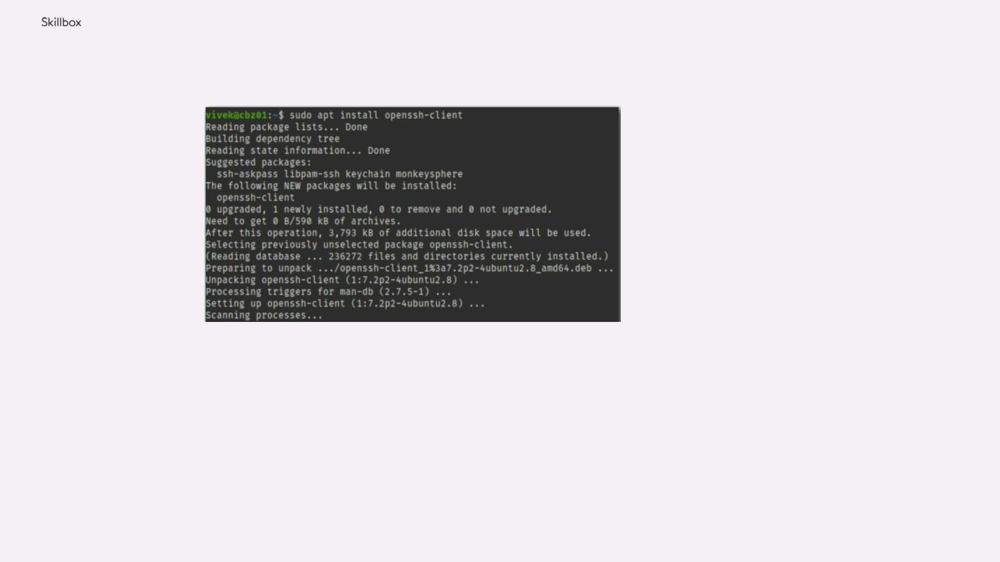 Skillbox
vivek@cbz01:~$ sudo apt install openssh-client
Reading package lists... Done
Building dependency tree
Reading state information... Done
Suggested packages:
  ssh-askpass libpam-ssh keychain monkeysphere
The following NEW packages will be installed:
  openssh-client
0 upgraded, 1 newly installed, 0 to remove and 0 not upgraded.
Need to get 0 B/590 kB of archives.
After this operation, 3,793 kB of additional disk space will be used.
Selecting previously unselected package openssh-client.
(Reading database ... 236272 files and directories currently installed.)
Preparing to unpack .../openssh-client_1%3a7.2p2-4ubuntu2.8_amd64.deb ...
Unpacking openssh-client (1:7.2p2-4ubuntu2.8) ...
Processing triggers for man-db (2.7.5-1) ...
Setting up openssh-client (1:7.2p2-4ubuntu2.8) ...
Scanning processes...